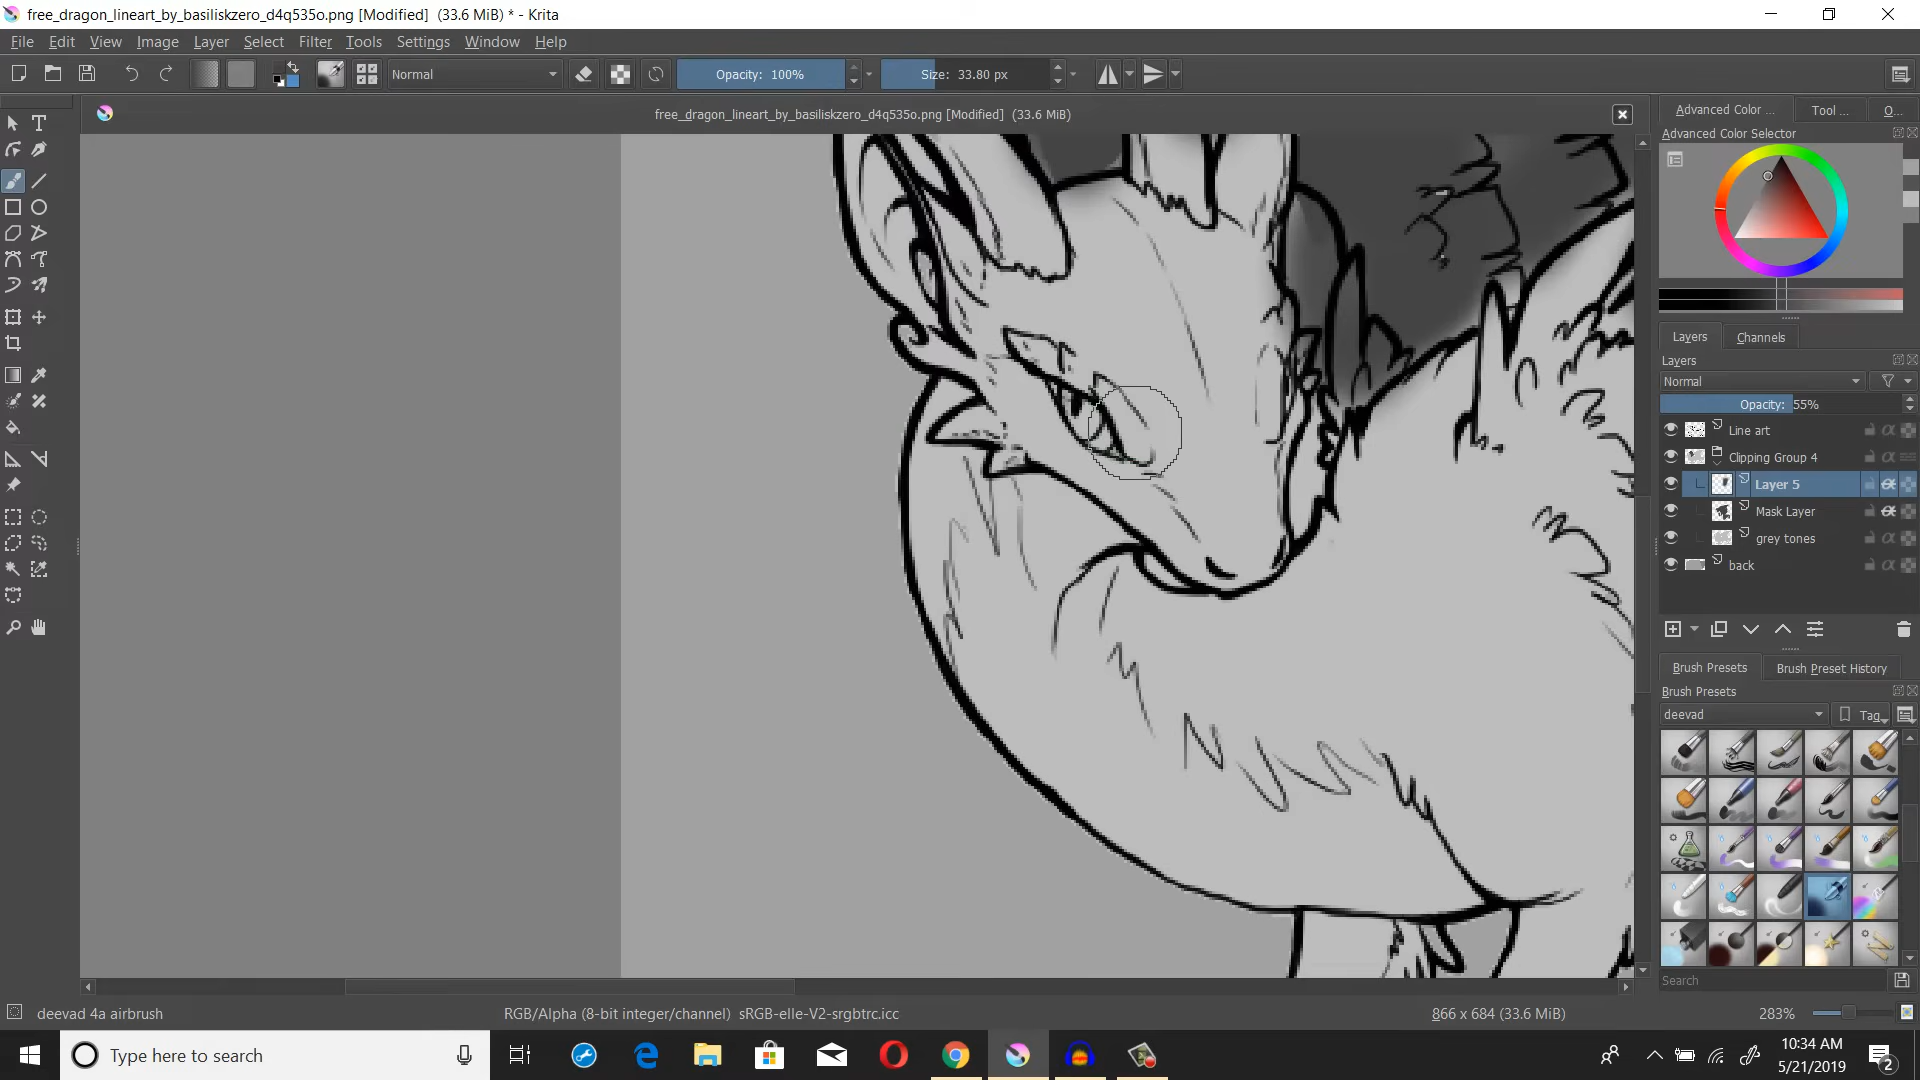 free_dragon_lineart_by_basiliskzero_d4q535o.png [Modified]  (33.6 MiB) * - Krita
File Edit View Image Layer Select Filter Tools Settings Window Help
Normal Opacity: 100% Size: 33.80 px
free_dragon_lineart_by_basiliskzero_d4q535o.png [Modified]  (33.6 MiB)
Advanced Color ... Tool ... O...
Advanced Color Selector
Layers Channels
Layers
Normal
Opacity: 55%
Line art
Clipping Group 4
Layer 5
Mask Layer
grey tones
back
Brush Presets Brush Preset History
Brush Presets
deevad Tag
Search
deevad 4a airbrush RGB/Alpha (8-bit integer/channel)  sRGB-elle-V2-srgbtrc.icc 866 x 684 (33.6 MiB) 283%
Type here to search
10:34 AM
5/21/2019
2